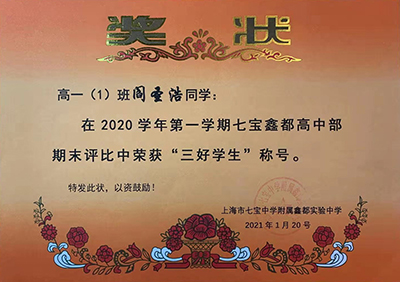 奖状
高一（1）班阎圣浩同学：
在2020学年第一学期七宝鑫都高中部
期末评比中荣获“三好学生”称号。
特发此状，以资鼓励！
上海市七宝中学附属鑫都实验中学
2021年1月20号